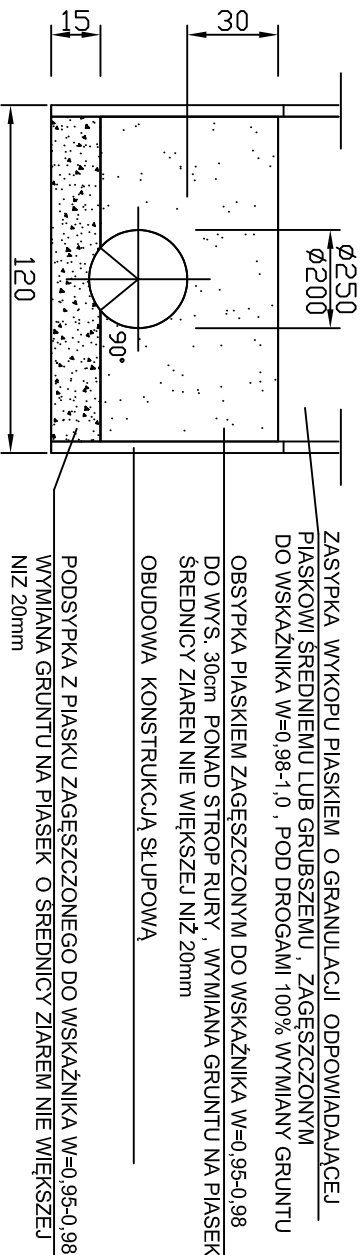 Ø250
Ø200
30
15
90°
120
ZASYPKA WYKOPU PIASKIEM O GRANULACJI ODPOWIADAJĄCEJ
PIASKOWI ŚREDNIEMU LUB GRUBSZEMU , ZAGĘSZCZONYM
DO WSKAŹNIKA W=0,98-1,0 , POD DROGAMI 100% WYMIANY GRUNTU
OBSYPKA PIASKIEM ZAGĘSZCZONYM DO WSKAŹNIKA W=0,95-0,98
DO WYS. 30cm PONAD STROP RURY , WYMIANA GRUNTU NA PIASEK
ŚREDNICY ZIAREN NIE WIĘKSZEJ NIŻ 20mm
OBUDOWA KONSTRUKCJĄ SŁUPOWĄ
PODSYPKA Z PIASKU ZAGĘSZCZONEGO DO WSKAŹNIKA W=0,95-0,98
WYMIANA GRUNTU NA PIASEK O ŚREDNICY ZIAREM NIE WIĘKSZEJ
NIZ 20mm